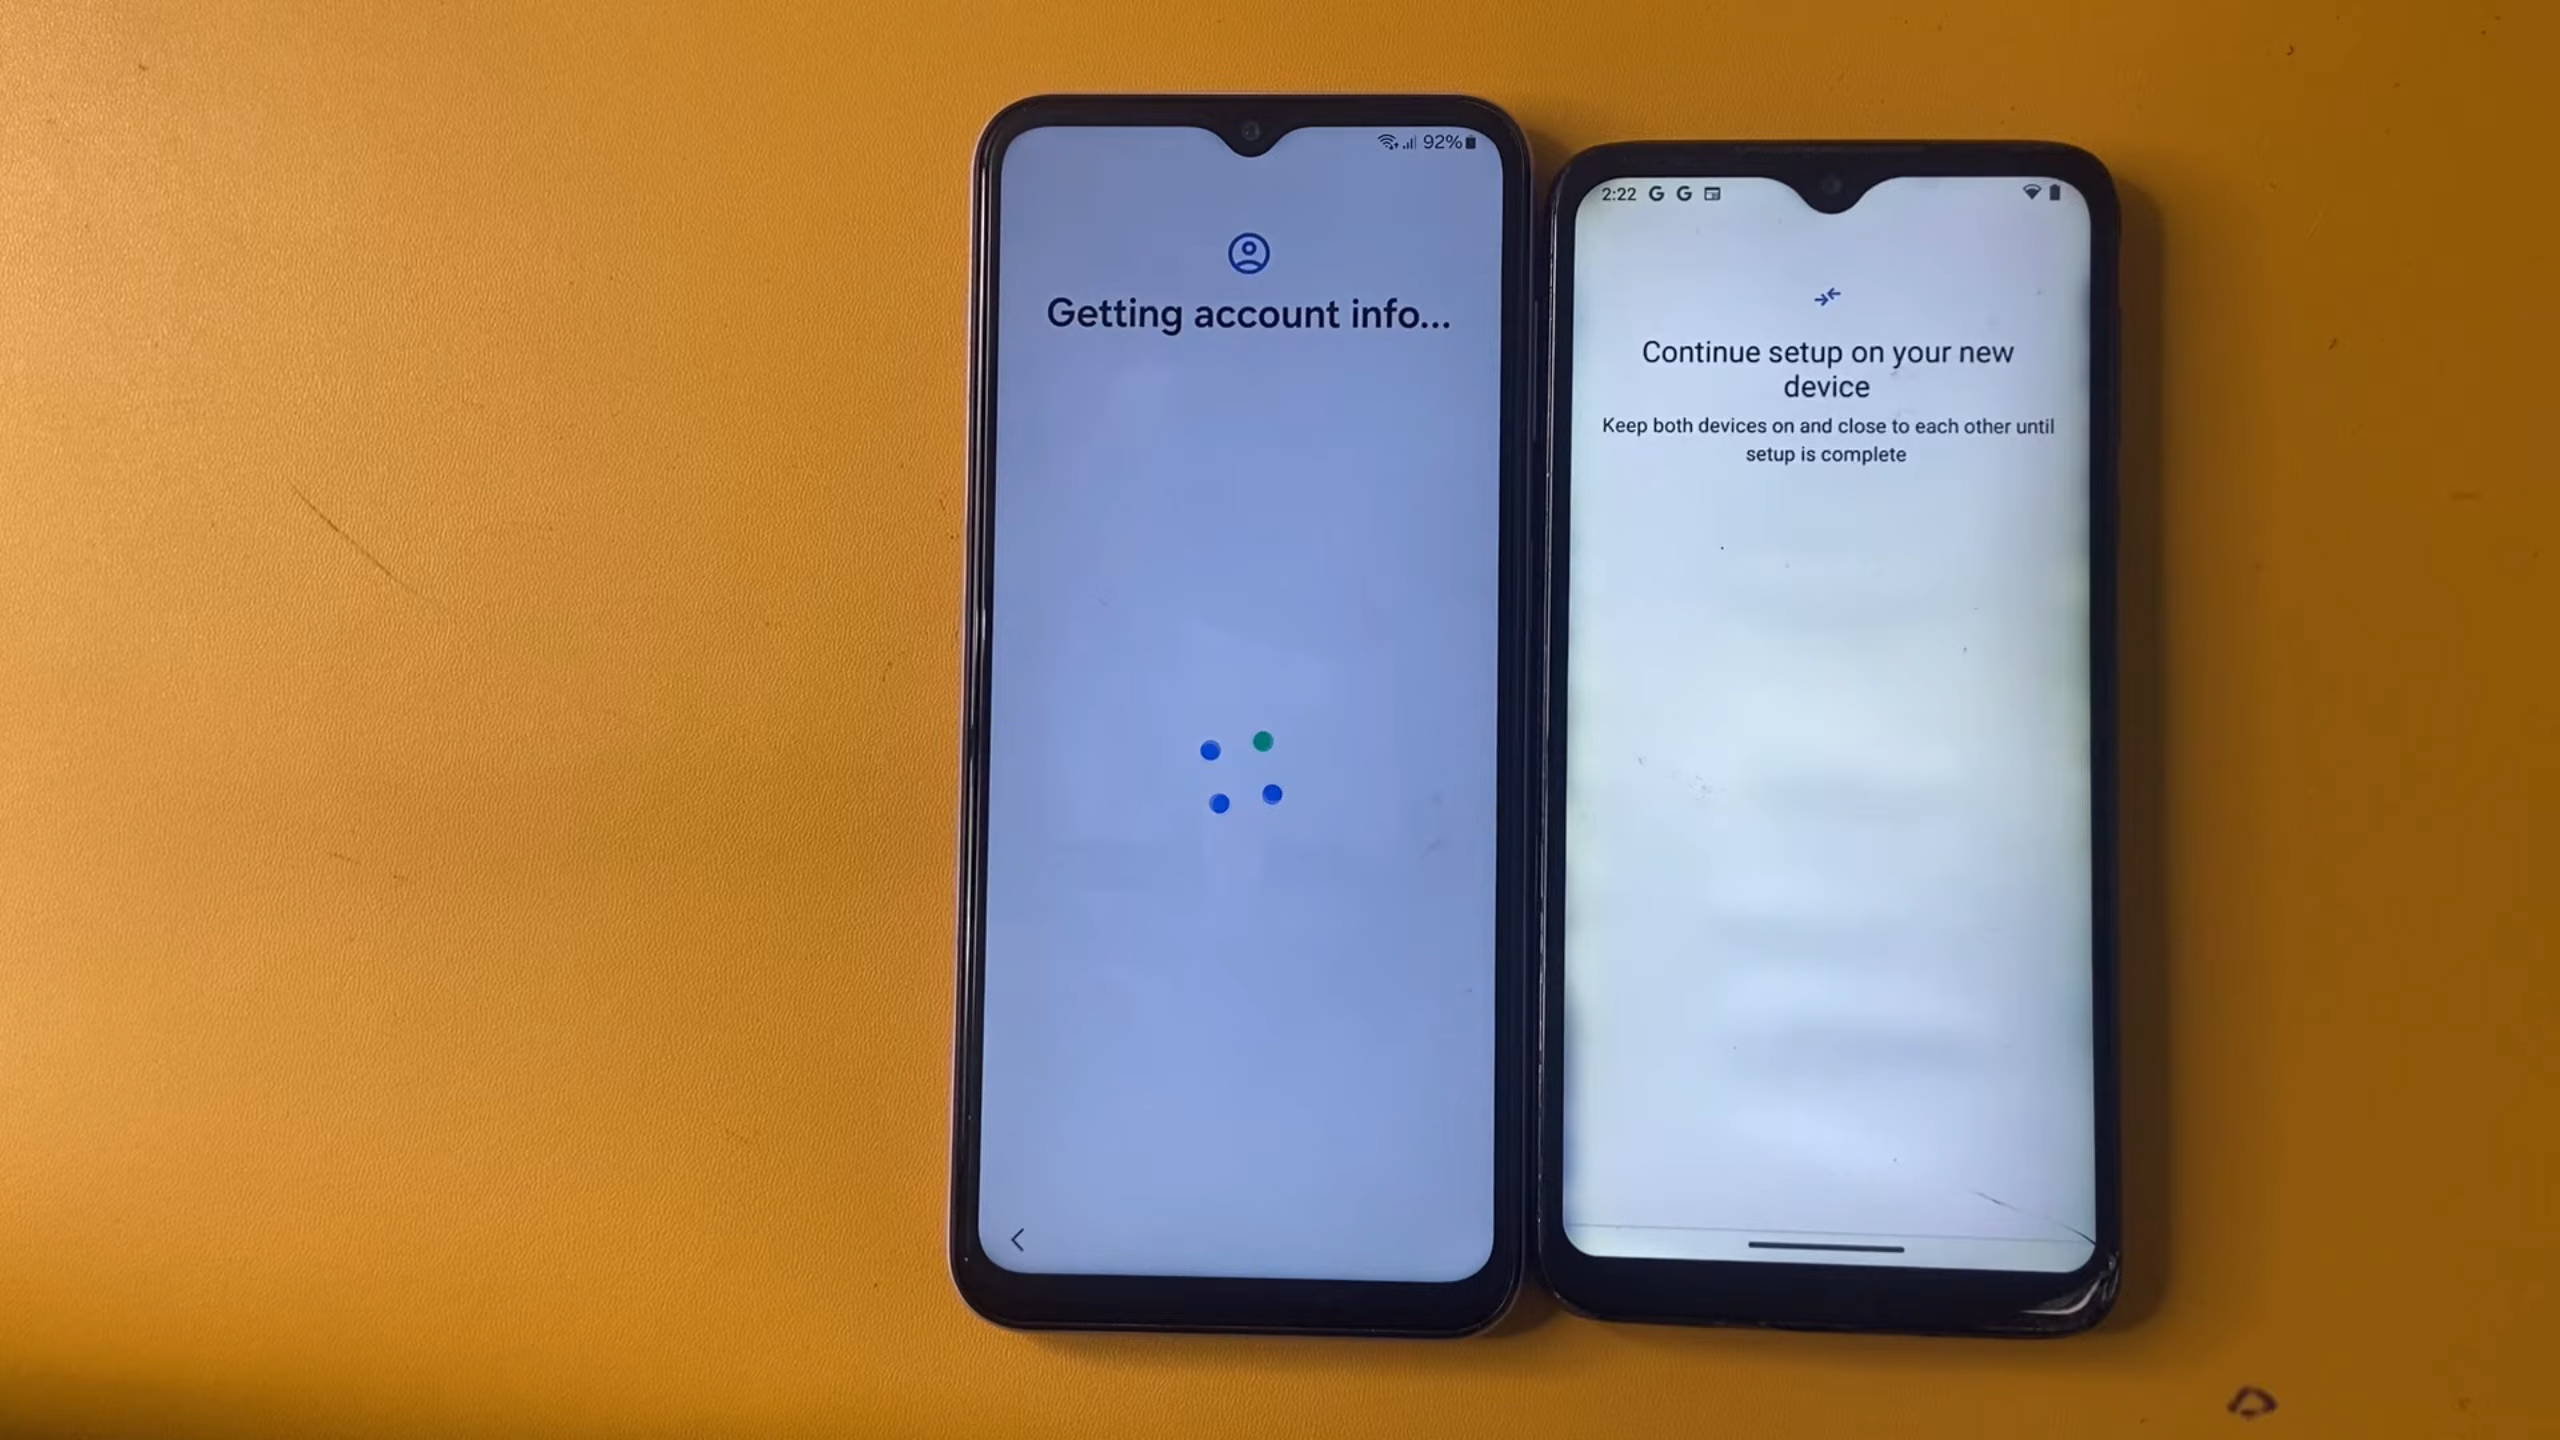 92%
Getting account info...
2:22 G G
Continue setup on your new
device
Keep both devices on and close to each other until
setup is complete